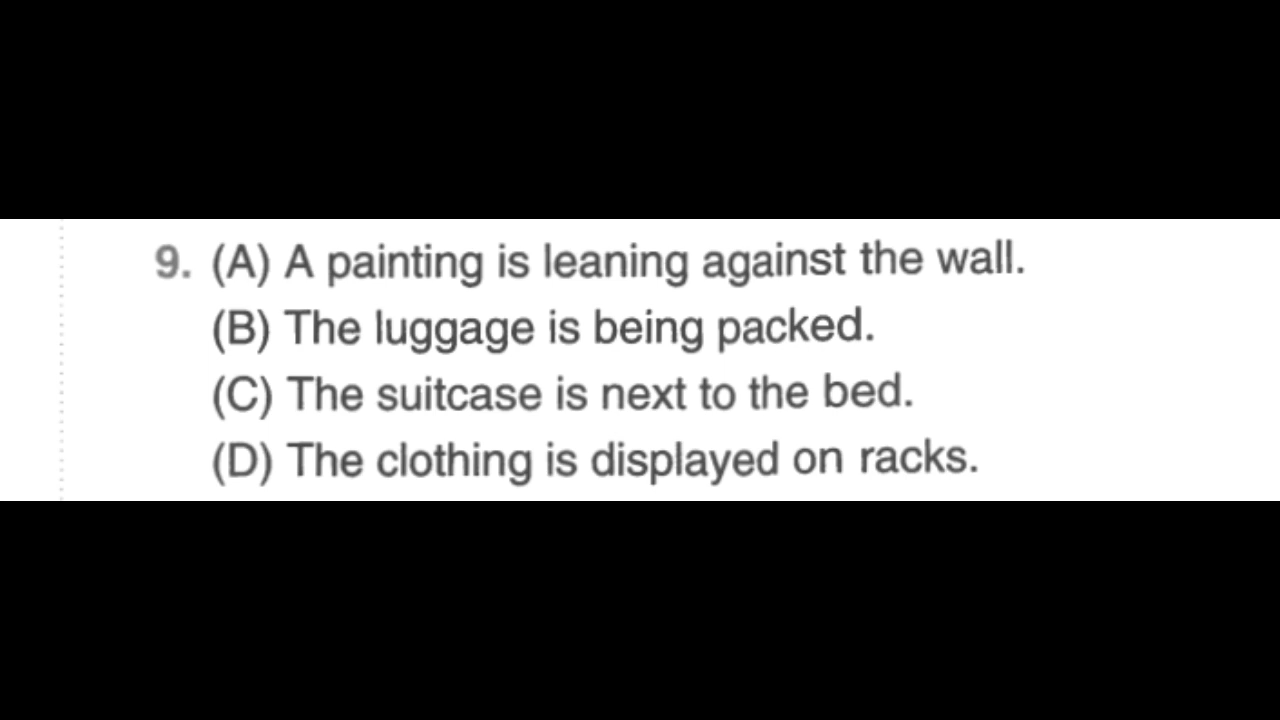 9. (A) A painting is leaning against the wall.
(B) The luggage is being packed.
(C) The suitcase is next to the bed.
(D) The clothing is displayed on racks.